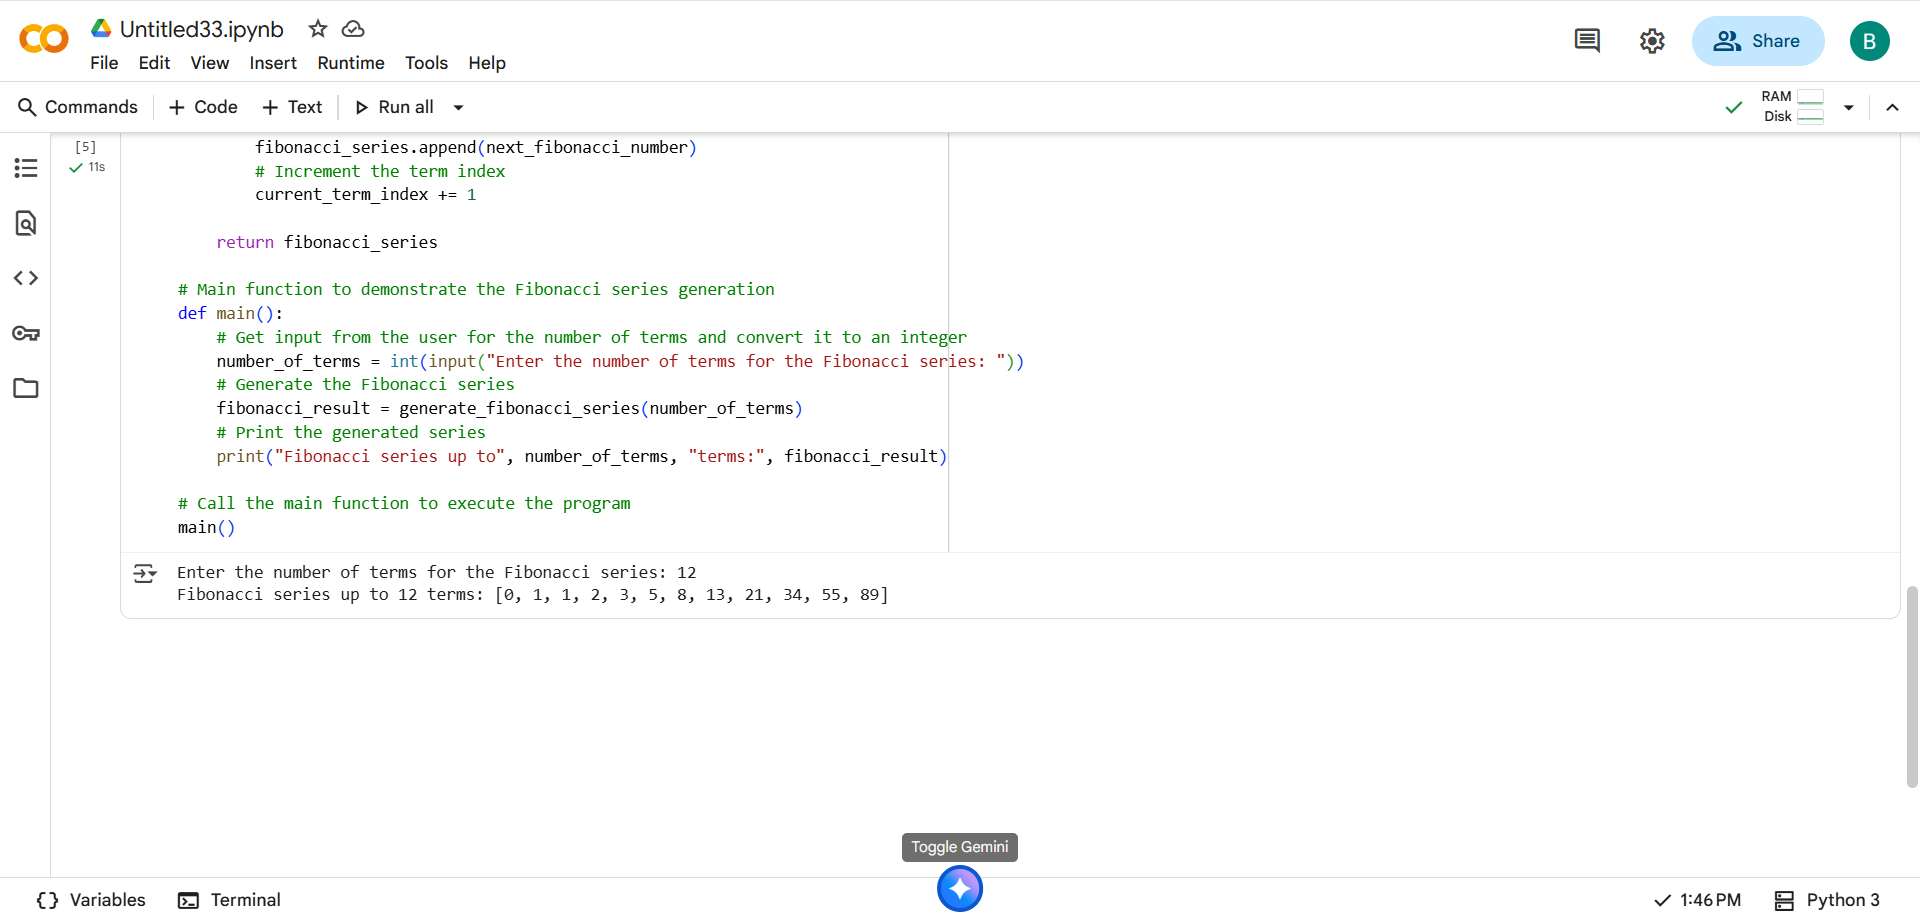 Untitled33.ipynb
File Edit View Insert Runtime Tools Help
Share
B
Commands + Code + Text Run all
RAM
Disk
[5]
11s
fibonacci_series.append(next_fibonacci_number)
# Increment the term index
current_term_index += 1
return fibonacci_series
# Main function to demonstrate the Fibonacci series generation
def main():
# Get input from the user for the number of terms and convert it to an integer
number_of_terms = int(input("Enter the number of terms for the Fibonacci series: "))
# Generate the Fibonacci series
fibonacci_result = generate_fibonacci_series(number_of_terms)
# Print the generated series
print("Fibonacci series up to", number_of_terms, "terms:", fibonacci_result)
# Call the main function to execute the program
main()
Enter the number of terms for the Fibonacci series: 12
Fibonacci series up to 12 terms: [0, 1, 1, 2, 3, 5, 8, 13, 21, 34, 55, 89]
Toggle Gemini
{} Variables Terminal
1:46 PM Python 3